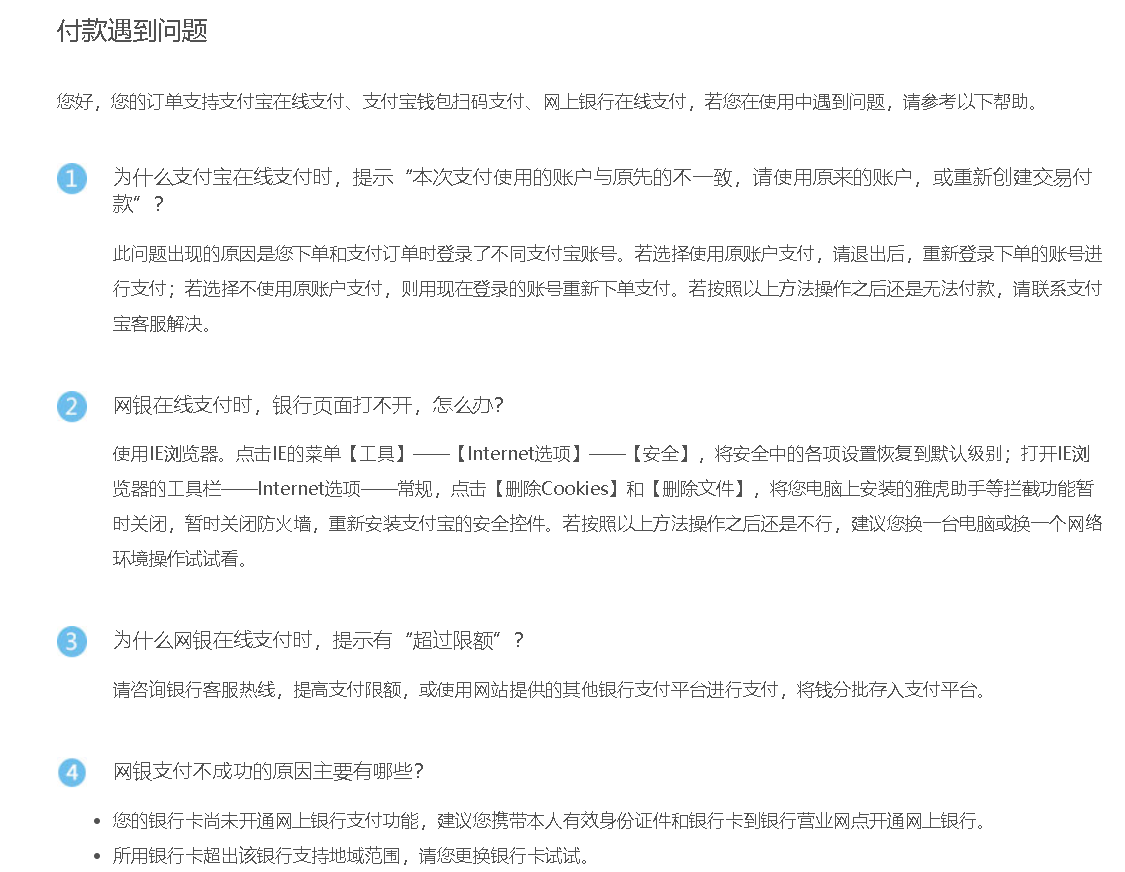 付款遇到问题
您好，您的订单支持支付宝在线支付、支付宝钱包扫码支付、网上银行在线支付，若您在使用中遇到问题，请参考以下帮助。
1 为什么支付宝在线支付时，提示“本次支付使用的账户与原先的不一致，请使用原来的账户，或重新创建交易付
款”？
此问题出现的原因是您下单和支付订单时登录了不同支付宝账号。若选择使用原账户支付，请退出后，重新登录下单的账号进
行支付；若选择不使用原账户支付，则用现在登录的账号重新下单支付。若按照以上方法操作之后还是无法付款，请联系支付
宝客服解决。
2 网银在线支付时，银行页面打不开，怎么办？
使用IE浏览器。点击IE的菜单【工具】——【Internet选项】——【安全】，将安全中的各项设置恢复到默认级别；打开IE浏
览器的工具栏——Internet选项——常规，点击【删除Cookies】和【删除文件】，将您电脑上安装的雅虎助手等拦截功能暂
时关闭，暂时关闭防火墙，重新安装支付宝的安全控件。若按照以上方法操作之后还是不行，建议您换一台电脑或换一个网络
环境操作试试看。
3 为什么网银在线支付时，提示有“超过限额”？
请咨询银行客服热线，提高支付限额，或使用网站提供的其他银行支付平台进行支付，将钱分批存入支付平台。
4 网银支付不成功的原因主要有哪些？
• 您的银行卡尚未开通网上银行支付功能，建议您携带本人有效身份证件和银行卡到银行营业网点开通网上银行。
• 所用银行卡超出该银行支持地域范围，请您更换银行卡试试。